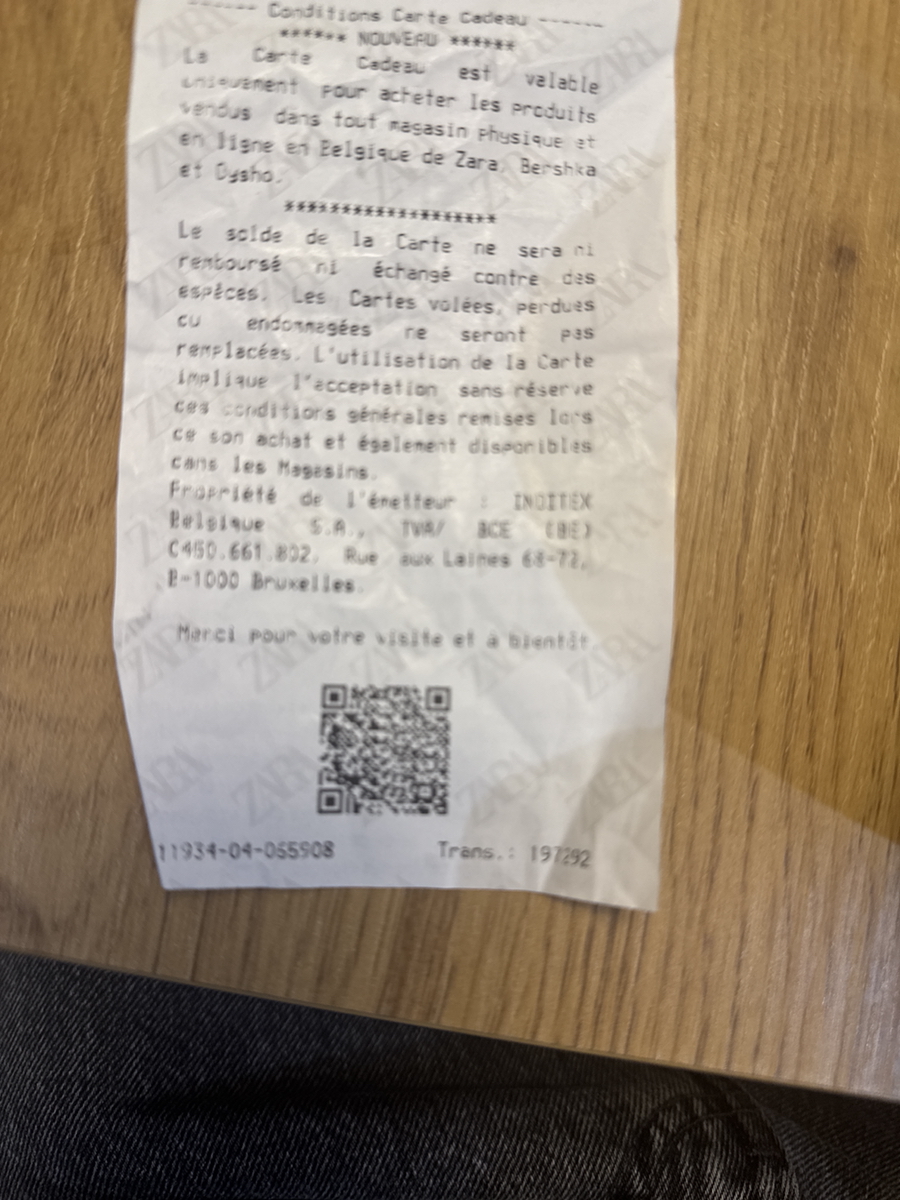 ------ Conditions Carte Cadeau ------
****** NOUVEAU ******
La Carte Cadeau est valable
uniquement pour acheter les produits
vendus dans tout magasin physique et
en ligne en Belgique de Zara, Bershka
et Oysho.
*******************
Le solde de la Carte ne sera ni
remboursé ni échangé contre des
espèces. Les Cartes volées, perdues
ou endommagées ne seront pas
remplacées. L'utilisation de la Carte
implique l'acceptation sans réserve
des conditions générales remises lors
de son achat et également disponibles
dans les Magasins.
Propriété de l'émetteur : INDITEX
Belgique S.A., TVA/ BCE (BE)
0450.661.802, Rue aux Laines 68-72,
B-1000 Bruxelles.
Merci pour votre visite et à bientôt.
11934-04-055908 Trans.: 197292